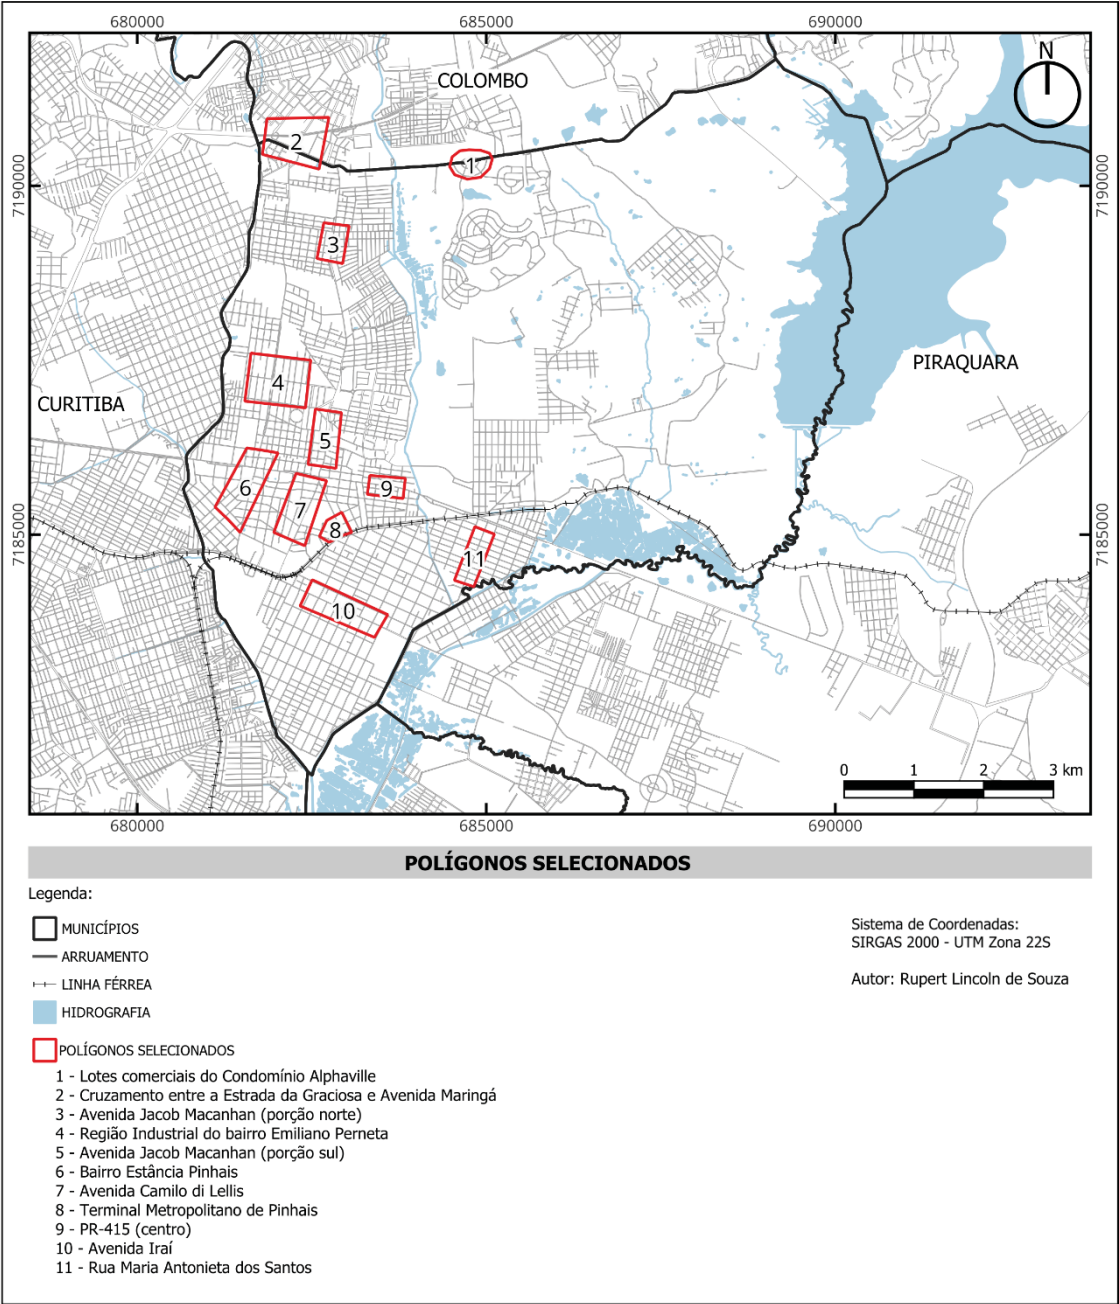 680000
685000
690000
COLOMBO
N
2
1
7190000
7190000
3
PIRAQUARA
4
CURITIBA
5
6
9
7
8
7185000
7185000
11
10
0 1 2 3 km
680000
685000
690000
POLÍGONOS SELECIONADOS
Legenda:
MUNICÍPIOS
ARRUAMENTO
LINHA FÉRREA
HIDROGRAFIA
Sistema de Coordenadas:
SIRGAS 2000 - UTM Zona 22S
Autor: Rupert Lincoln de Souza
POLÍGONOS SELECIONADOS
1 - Lotes comerciais do Condomínio Alphaville
2 - Cruzamento entre a Estrada da Graciosa e Avenida Maringá
3 - Avenida Jacob Macanhan (porção norte)
4 - Região Industrial do bairro Emiliano Perneta
5 - Avenida Jacob Macanhan (porção sul)
6 - Bairro Estância Pinhais
7 - Avenida Camilo di Lellis
8 - Terminal Metropolitano de Pinhais
9 - PR-415 (centro)
10 - Avenida Iraí
11 - Rua Maria Antonieta dos Santos